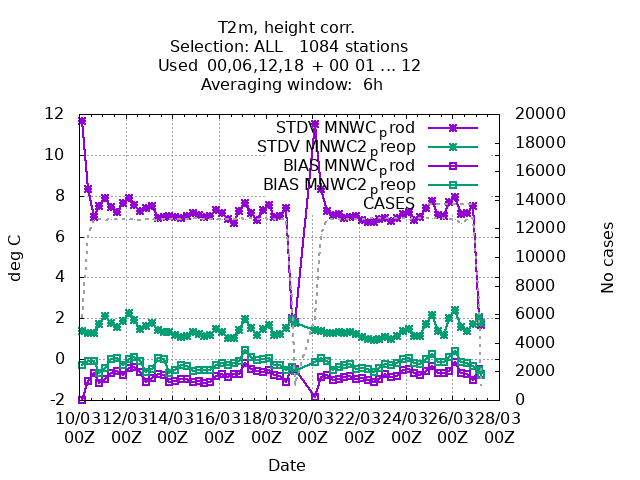 T2m, height corr.
Selection: ALL 1084 stations
Used 00,06,12,18 + 00 01 ... 12
Averaging window: 6h
STDV MNWC_prod
STDV MNWC2_preop
BIAS MNWC_prod
BIAS MNWC2_preop
CASES
12
10
8
6
4
2
0
-2
deg C
20000
18000
16000
14000
12000
10000
8000
6000
4000
2000
0
No cases
10/03 12/03 14/03 16/03 18/03 20/03 22/03 24/03 26/03 28/03
00Z 00Z 00Z 00Z 00Z 00Z 00Z 00Z 00Z 00Z
Date